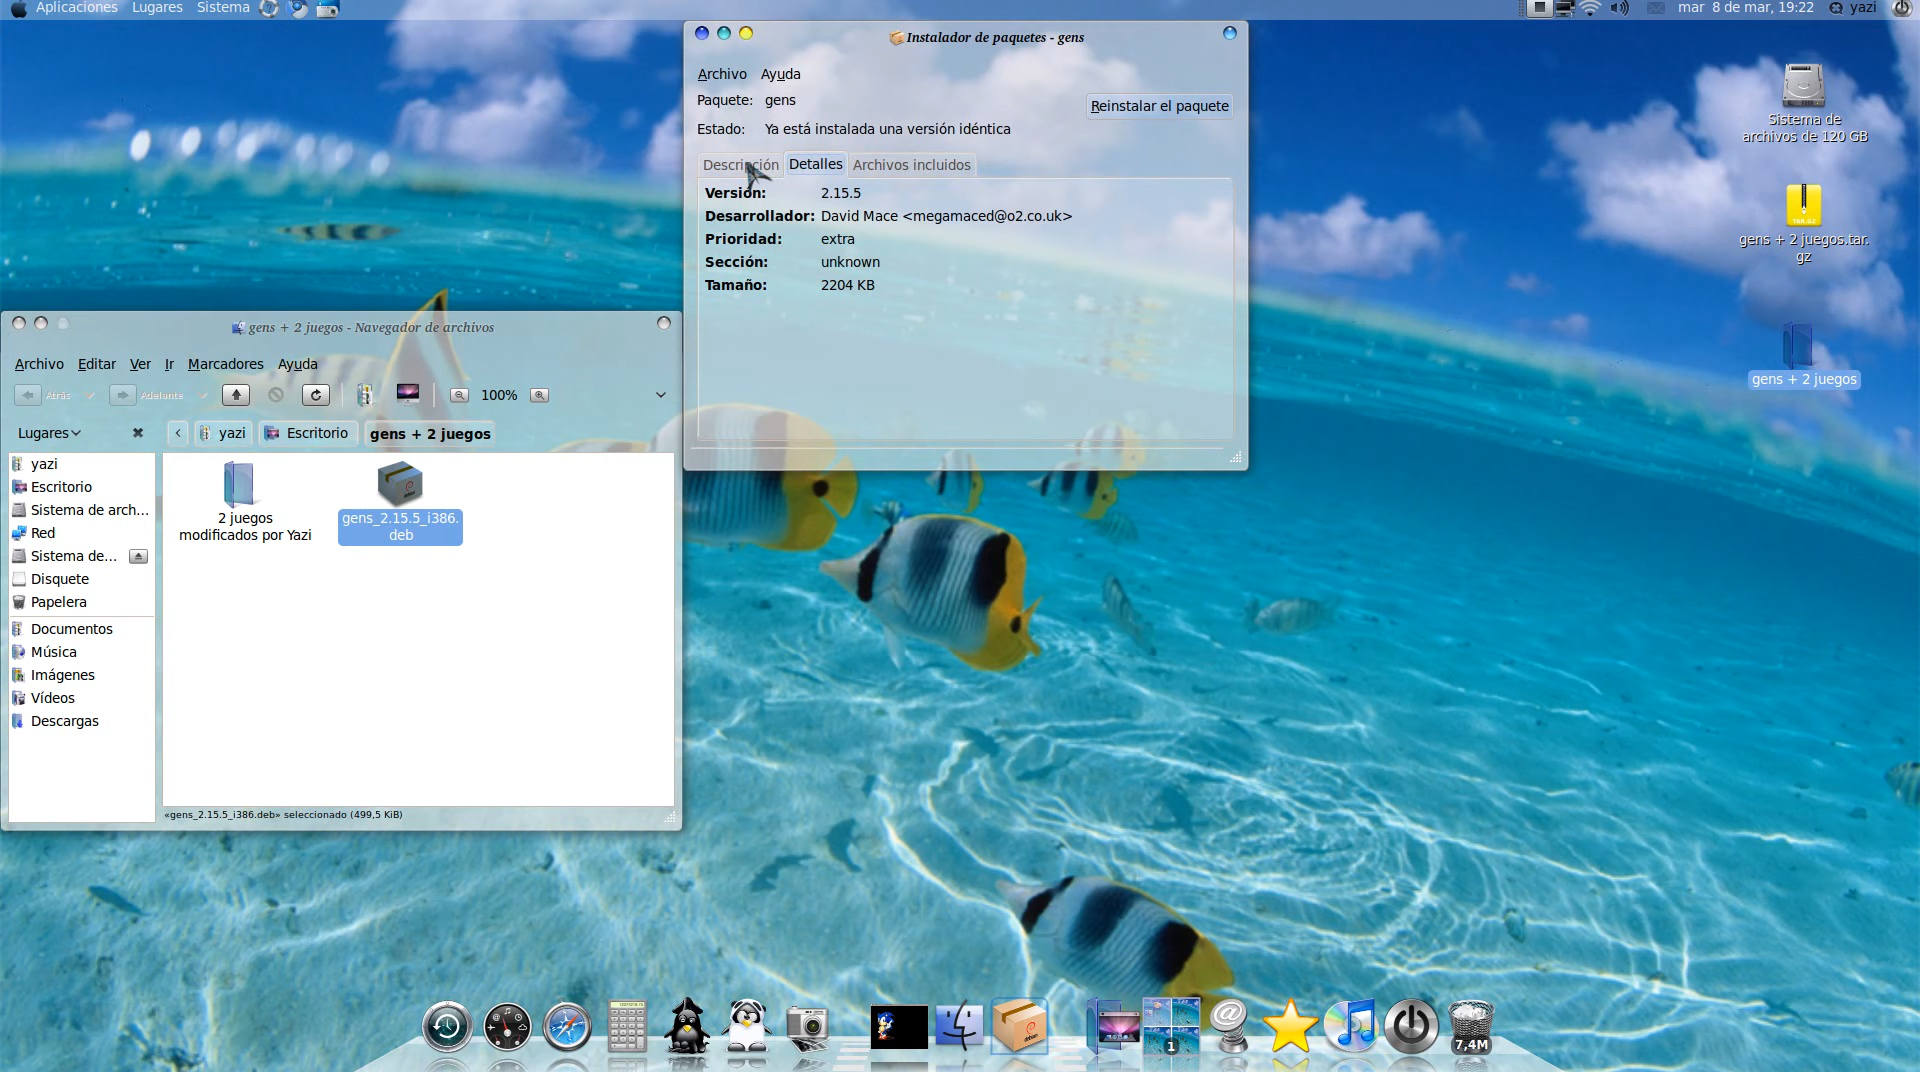 Aplicaciones Lugares Sistema
mar 8 de mar, 19:22 yazi
Instalador de paquetes - gens
Archivo Ayuda
Paquete: gens
Reinstalar el paquete
Estado: Ya está instalada una versión idéntica
Descripción Detalles Archivos incluidos
Versión: 2.15.5
Desarrollador: David Mace <megamaced@o2.co.uk>
Prioridad: extra
Sección: unknown
Tamaño: 2204 KB
Sistema de
archivos de 120 GB
TAR.GZ
gens + 2 juegos.tar.
gz
gens + 2 juegos
gens + 2 juegos - Navegador de archivos
Archivo Editar Ver Ir Marcadores Ayuda
Atrás Adelante 100%
Lugares yazi Escritorio gens + 2 juegos
yazi
Escritorio
Sistema de arch...
Red
Sistema de...
Disquete
Papelera
Documentos
Música
Imágenes
Vídeos
Descargas
2 juegos
modificados por Yazi
gens_2.15.5_i386.
deb
«gens_2.15.5_i386.deb» seleccionado (499,5 KiB)
debian
1
7,4M